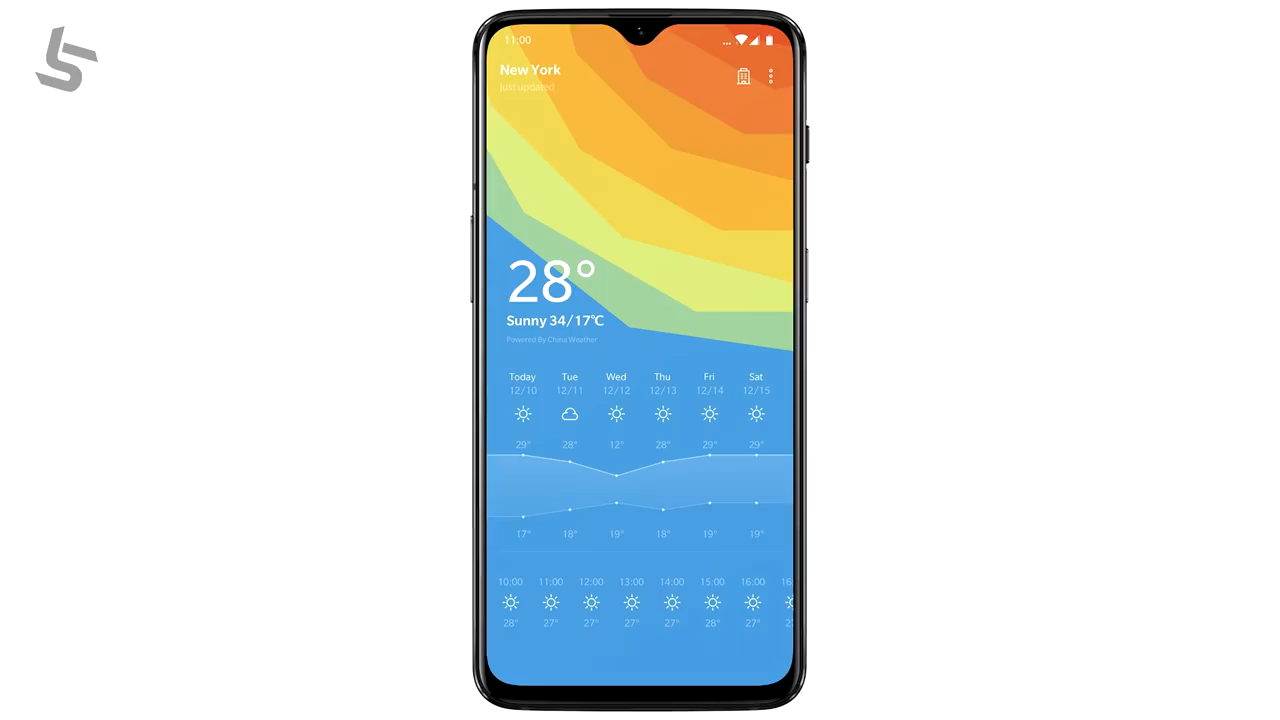 11:00
New York
Just updated
28°
Sunny 34/17℃
Powered By China Weather
Today Tue Wed Thu Fri Sat
12/10 12/11 12/12 12/13 12/14 12/15
29° 28° 12° 28° 29° 29°
17° 18° 19° 18° 19° 19°
10:00 11:00 12:00 13:00 14:00 15:00 16:00
28° 27° 27° 27° 27° 28° 27°